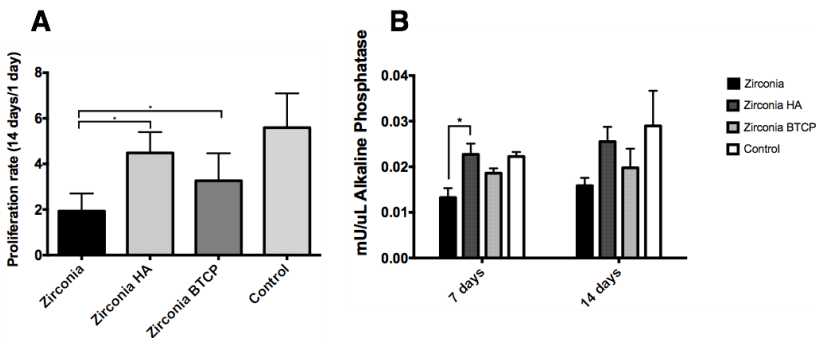 A
Proliferation rate (14 days/1 day)
8
6
4
2
0
*
*
Zirconia
Zirconia HA
Zirconia BTCP
Control
B
mU/uL Alkaline Phosphatase
0.04
0.03
0.02
0.01
0.00
*
7 days
14 days
Zirconia
Zirconia HA
Zirconia BTCP
Control